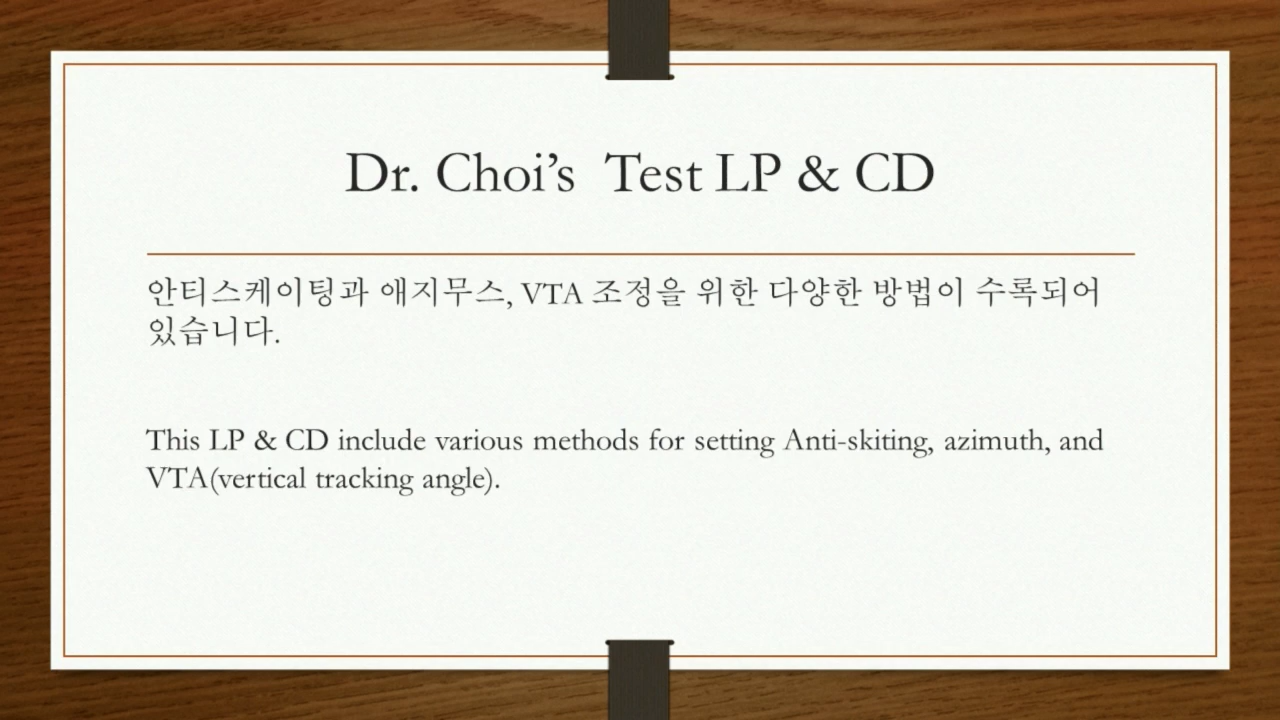 Dr. Choi’s  Test LP & CD
안티스케이팅과 애지무스, VTA 조정을 위한 다양한 방법이 수록되어
있습니다.
This LP & CD include various methods for setting Anti-skiting, azimuth, and
VTA(vertical tracking angle).